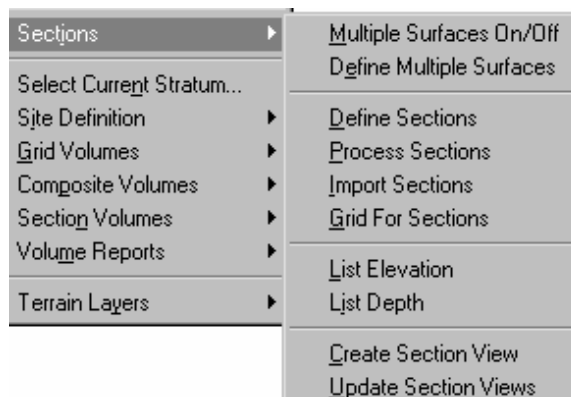 Sections
Select Current Stratum...
Site Definition
Grid Volumes
Composite Volumes
Section Volumes
Volume Reports
Terrain Layers
Multiple Surfaces On/Off
Define Multiple Surfaces
Define Sections
Process Sections
Import Sections
Grid For Sections
List Elevation
List Depth
Create Section View
Update Section Views